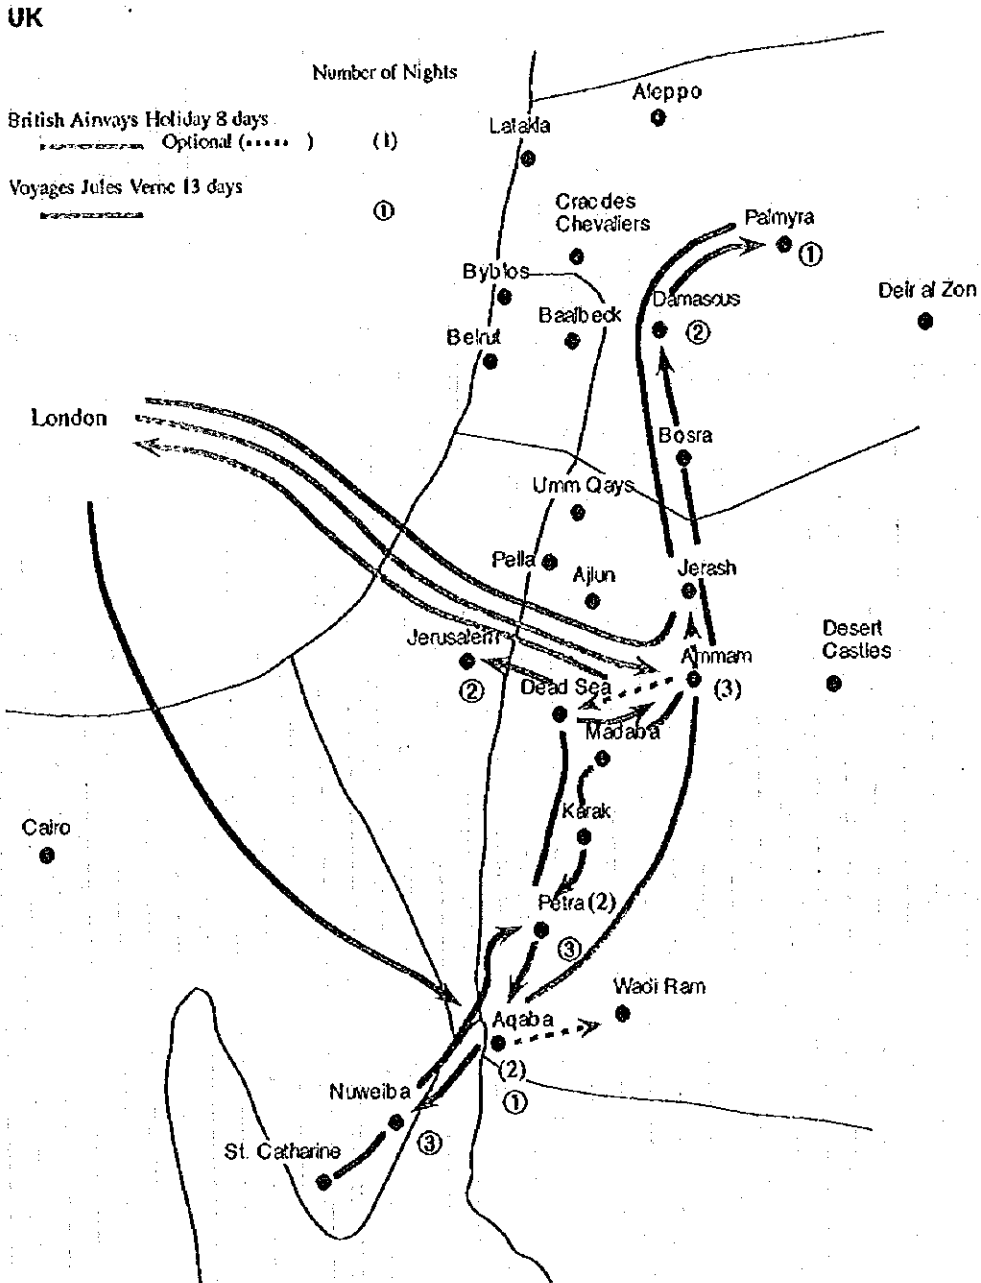 UK
Number of Nights
British Airways Holiday 8 days
Optional (••••• ) (1)
Voyages Jules Verne 13 days
①
Aleppo
Latakia
Crac des
Chevaliers
Palmyra
①
Byblos
Damascus
Deir al Zon
Baalbeck
②
Beirut
London
Bosra
Umm Qays
Pella
Ajlun
Jerash
Jerusalem
Ammam
Desert
Castles
②
Dead Sea
(3)
Madaba
Karak
Cairo
Petra (2)
③
Wadi Ram
Aqaba
(2)
Nuweiba
①
③
St. Catharine